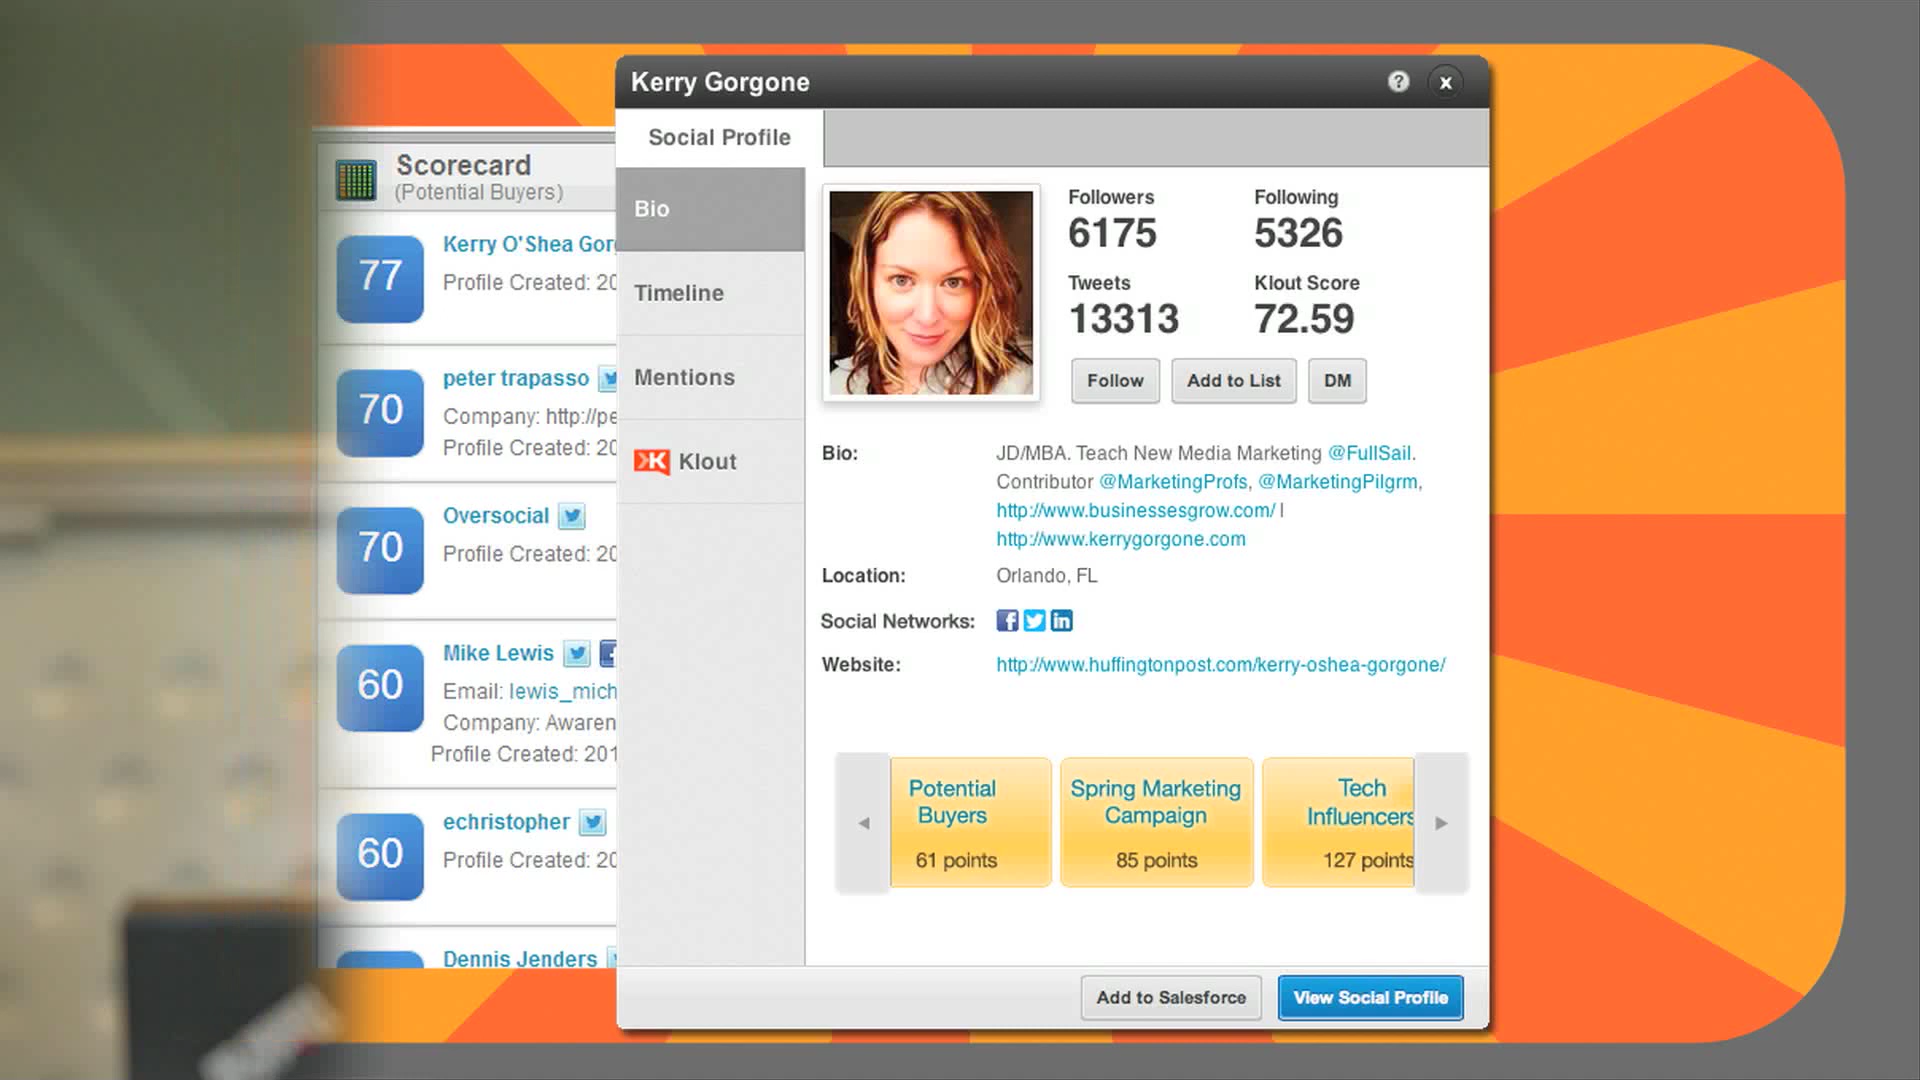 Kerry Gorgone
?
x
Social Profile
Scorecard
(Potential Buyers)
77
Kerry O'Shea Gor
Profile Created: 20
70
peter trapasso
Company: http://pe
Profile Created: 20
70
Oversocial
Profile Created: 20
60
Mike Lewis
Email: lewis_mich
Company: Awaren
Profile Created: 201
60
echristopher
Profile Created: 20
Dennis Jenders
Bio
Timeline
Mentions
Klout
Followers
6175
Following
5326
Tweets
13313
Klout Score
72.59
Follow
Add to List
DM
Bio:
JD/MBA. Teach New Media Marketing @FullSail.
Contributor @MarketingProfs, @MarketingPilgrm,
http://www.businessesgrow.com/ |
http://www.kerrygorgone.com
Location:
Orlando, FL
Social Networks:
Website:
http://www.huffingtonpost.com/kerry-oshea-gorgone/
Potential
Buyers
61 points
Spring Marketing
Campaign
85 points
Tech
Influencers
127 points
Add to Salesforce
View Social Profile